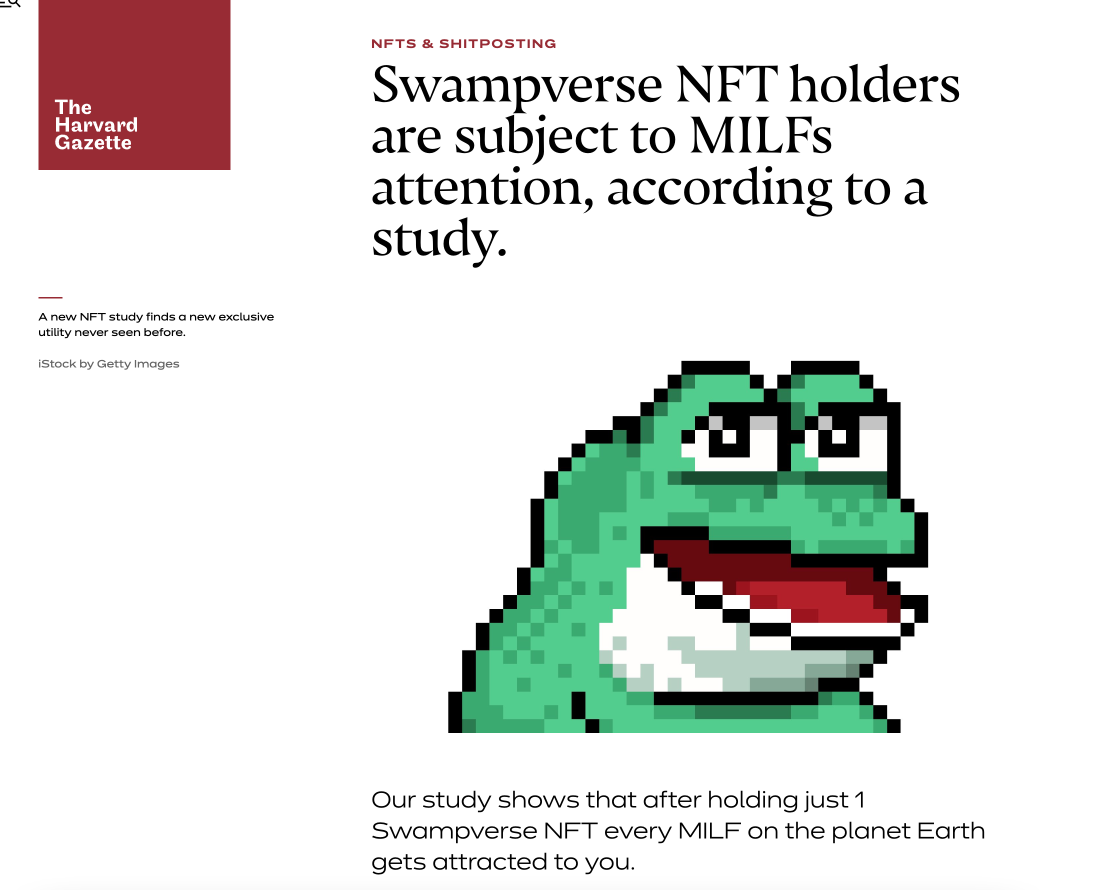 The
Harvard
Gazette
NFTS & SHITPOSTING
Swampverse NFT holders
are subject to MILFs
attention, according to a
study.
A new NFT study finds a new exclusive
utility never seen before.
iStock by Getty Images
Our study shows that after holding just 1
Swampverse NFT every MILF on the planet Earth
gets attracted to you.